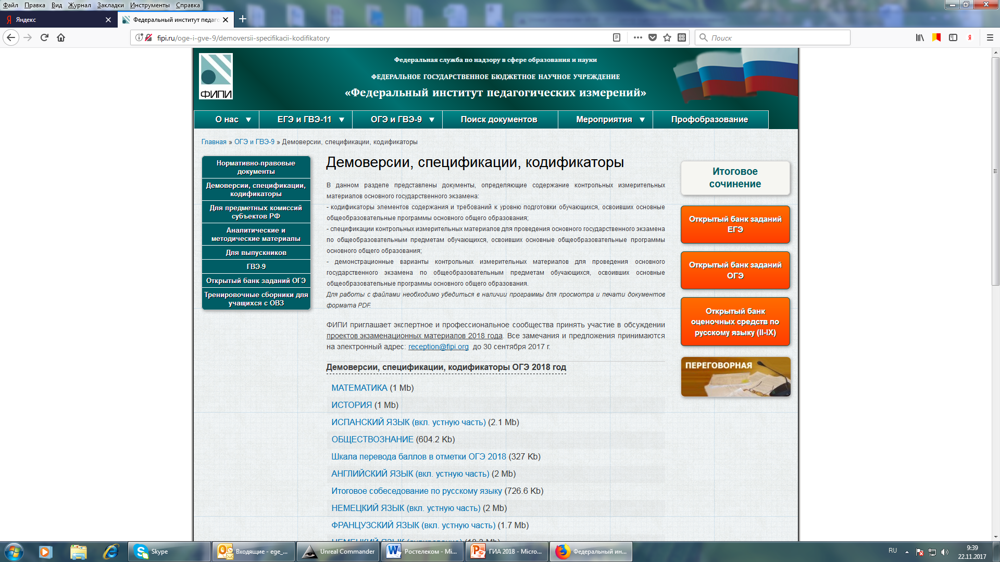 Файл Правка Вид Журнал Закладки Инструменты Справка
Яндекс
Федеральный институт педаго
fipi.ru/oge-i-gve-9/demoversii-specifikacii-kodifikatory
Поиск
ФИПИ
Федеральная служба по надзору в сфере образования и науки
ФЕДЕРАЛЬНОЕ ГОСУДАРСТВЕННОЕ БЮДЖЕТНОЕ НАУЧНОЕ УЧРЕЖДЕНИЕ
«Федеральный институт педагогических измерений»
О нас
ЕГЭ и ГВЭ-11
ОГЭ и ГВЭ-9
Поиск документов
Мероприятия
Профобразование
Главная » ОГЭ и ГВЭ-9 » Демоверсии, спецификации, кодификаторы
Нормативно-правовые
документы
Демоверсии, спецификации,
кодификаторы
Для предметных комиссий
субъектов РФ
Аналитические и
методические материалы
Для выпускников
ГВЭ-9
Открытый банк заданий ОГЭ
Тренировочные сборники для
учащихся с ОВЗ
Демоверсии, спецификации, кодификаторы
В данном разделе представлены документы, определяющие содержание контрольных измерительных
материалов основного государственного экзамена:
- кодификаторы элементов содержания и требований к уровню подготовки обучающихся, освоивших основные
общеобразовательные программы основного общего образования;
- спецификации контрольных измерительных материалов для проведения основного государственного экзамена
по общеобразовательным предметам обучающихся, освоивших основные общеобразовательные программы
основного общего образования;
- демонстрационные варианты контрольных измерительных материалов для проведения основного
государственного экзамена по общеобразовательным предметам обучающихся, освоивших основные
общеобразовательные программы основного общего образования.
Для работы с файлами необходимо убедиться в наличии программы для просмотра и печати документов
формата PDF.
ФИПИ приглашает экспертное и профессиональное сообщества принять участие в обсуждении
проектов экзаменационных материалов 2018 года. Все замечания и предложения принимаются
на электронный адрес: reception@fipi.org до 30 сентября 2017 г.
Демоверсии, спецификации, кодификаторы ОГЭ 2018 год
МАТЕМАТИКА (1 Mb)
ИСТОРИЯ (1 Mb)
ИСПАНСКИЙ ЯЗЫК (вкл. устную часть) (2.1 Mb)
ОБЩЕСТВОЗНАНИЕ (604.2 Kb)
Шкала перевода баллов в отметки ОГЭ 2018 (327 Kb)
АНГЛИЙСКИЙ ЯЗЫК (вкл. устную часть) (2 Mb)
Итоговое собеседование по русскому языку (726.6 Kb)
НЕМЕЦКИЙ ЯЗЫК (вкл. устную часть) (2 Mb)
ФРАНЦУЗСКИЙ ЯЗЫК (вкл. устную часть) (1.7 Mb)
Итоговое
сочинение
Открытый банк заданий
ЕГЭ
Открытый банк заданий
ОГЭ
Открытый банк
оценочных средств по
русскому языку (II-IX)
ПЕРЕГОВОРНАЯ
Skype
Входящие - ege_...
Unreal Commander
Ростелеком - Mi...
ГИА 2018 - Micro...
Федеральный ин...
RU
9:39
22.11.2017